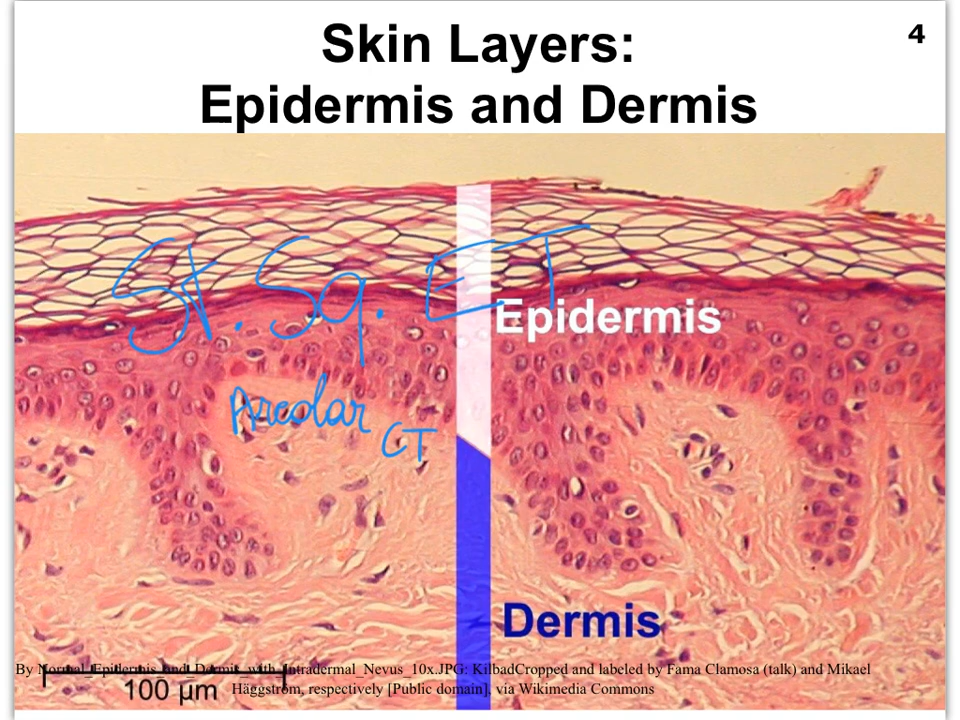 4
Skin Layers:
Epidermis and Dermis
St. Sq. ET
Epidermis
Areolar
CT
Dermis
By Normal_Epidermis_and_Dermis_with_Intradermal_Nevus_10x.JPG: KilbadCropped and labeled by Fama Clamosa (talk) and Mikael
100 µm Häggström, respectively [Public domain], via Wikimedia Commons